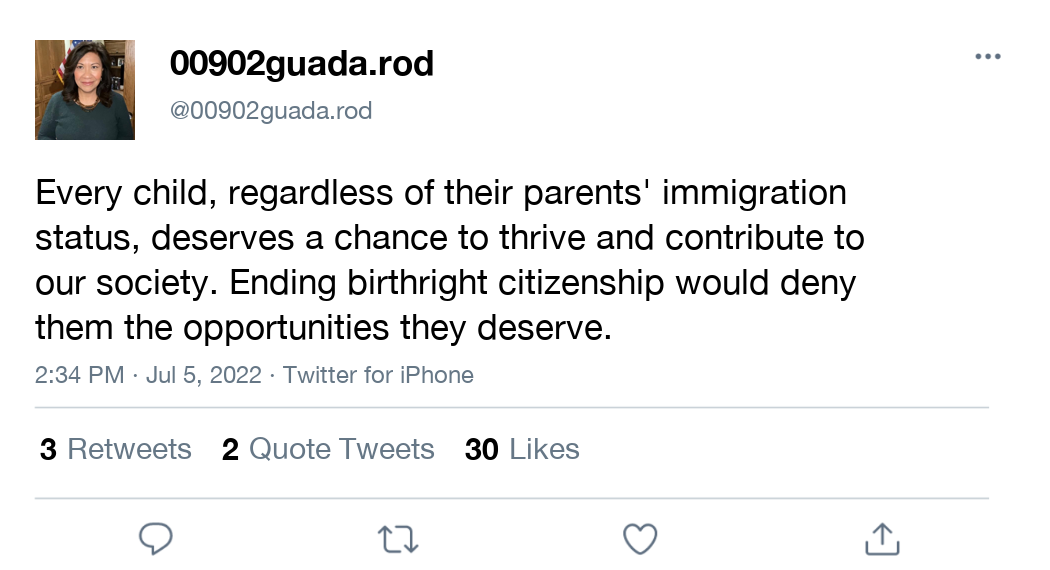 00902guada.rod
@00902guada.rod
Every child, regardless of their parents' immigration
status, deserves a chance to thrive and contribute to
our society. Ending birthright citizenship would deny
them the opportunities they deserve.
2:34 PM · Jul 5, 2022 · Twitter for iPhone
3 Retweets 2 Quote Tweets 30 Likes